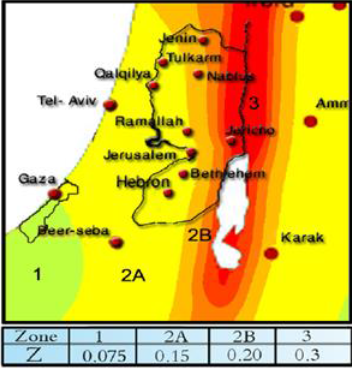 Jenin
Tulkarm
Qalqilya
Nablus
Tel- Aviv
3
Amm
Ramallah
Jericho
Jerusalem
Gaza
Bethlehem
Hebron
Beer-seba
2B
Karak
1
2A
Zone 1 2A 2B 3
Z 0.075 0.15 0.20 0.3